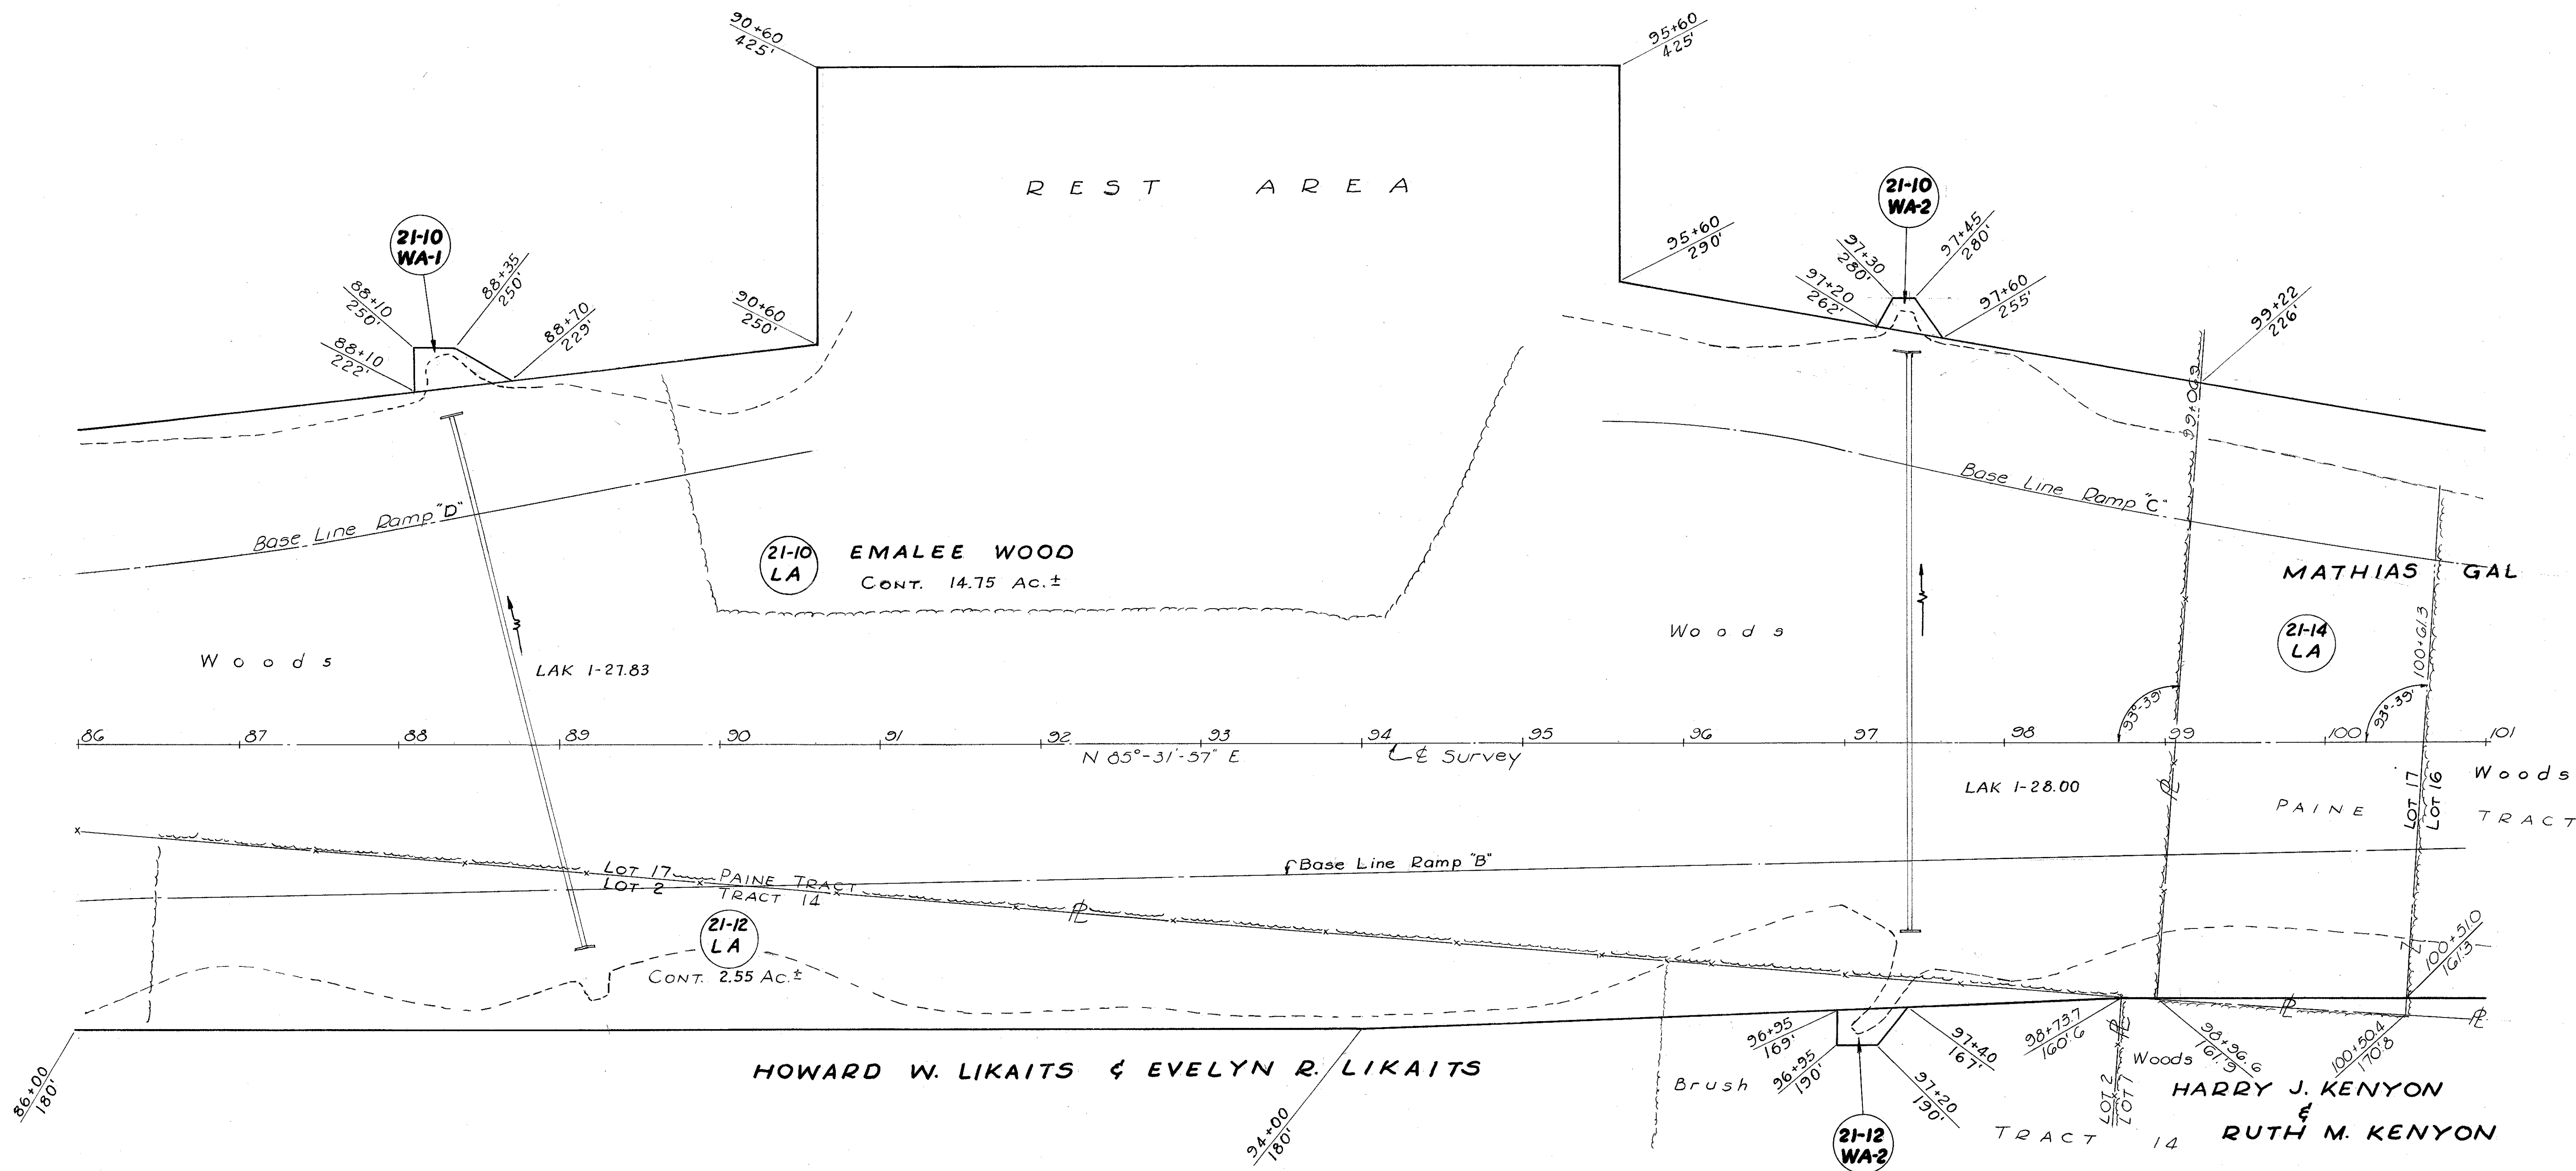 90+60
425'
95+60
425'
REST AREA
21-10
WA-1
21-10
WA-2
88+10
250'
88+35
250'
88+70
229'
88+10
222'
90+60
250'
95+60
290'
97+30
280'
97+45
280'
97+20
262'
97+60
255'
99+22
226'
99+06.3
Base Line Ramp "D"
Base Line Ramp "C"
21-10
LA
EMALEE WOOD
CONT. 14.75 AC.±
MATHIAS GAL
21-14
LA
100+61.3
Woods
LAK 1-27.83
Woods
93°-39'
93°-39'
86 87 88 89 90 91 92 93 94 95 96 97 98 99 100 101
N 85°-31'-57" E
℄ Survey
LAK 1-28.00
Woods
PAINE TRACT
LOT 17
LOT 16
Base Line Ramp "B"
LOT 17 PAINE TRACT
LOT 2 TRACT 14
PL
PL
21-12
LA
CONT. 2.55 AC.±
100+51.0
161.3
86+00
180'
94+00
180'
HOWARD W. LIKAITS & EVELYN R. LIKAITS
Brush
96+95
169'
96+95
190'
97+40
167'
97+20
190'
21-12
WA-2
98+73.7
160.6
98+96.6
161.9
100+50.4
170.8
PL
PL
PL
Woods
LOT 2
LOT 7
TRACT 14
HARRY J. KENYON
&
RUTH M. KENYON